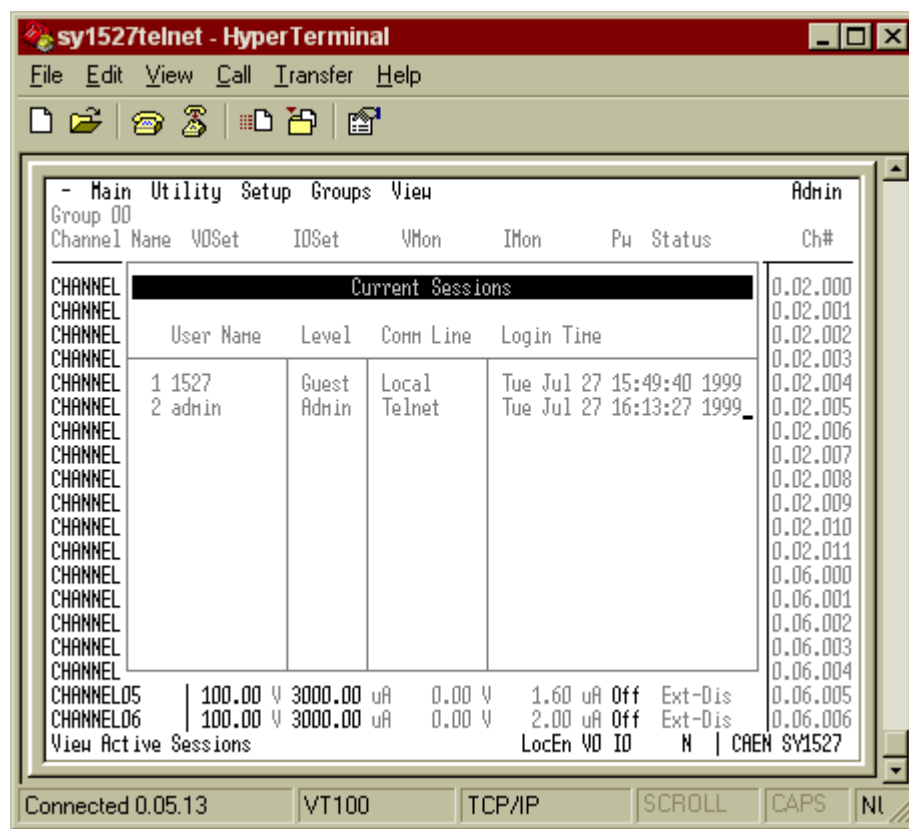 sy1527telnet - HyperTerminal
File Edit View Call Transfer Help
- Main Utility Setup Groups View Admin
Group 00
Channel Name V0Set I0Set VMon IMon Pw Status Ch#
Current Sessions
CHANNEL 0.02.000
CHANNEL 0.02.001
CHANNEL User Name Level Comm Line Login Time 0.02.002
CHANNEL 0.02.003
CHANNEL 1 1527 Guest Local Tue Jul 27 15:49:40 1999 0.02.004
CHANNEL 2 admin Admin Telnet Tue Jul 27 16:13:27 1999_ 0.02.005
CHANNEL 0.02.006
CHANNEL 0.02.007
CHANNEL 0.02.008
CHANNEL 0.02.009
CHANNEL 0.02.010
CHANNEL 0.02.011
CHANNEL 0.06.000
CHANNEL 0.06.001
CHANNEL 0.06.002
CHANNEL 0.06.003
CHANNEL 0.06.004
CHANNEL05 | 100.00 V 3000.00 uA 0.00 V 1.60 uA Off Ext-Dis 0.06.005
CHANNEL06 | 100.00 V 3000.00 uA 0.00 V 2.00 uA Off Ext-Dis 0.06.006
View Active Sessions LocEn V0 I0 N | CAEN SY1527
Connected 0.05.13 VT100 TCP/IP SCROLL CAPS